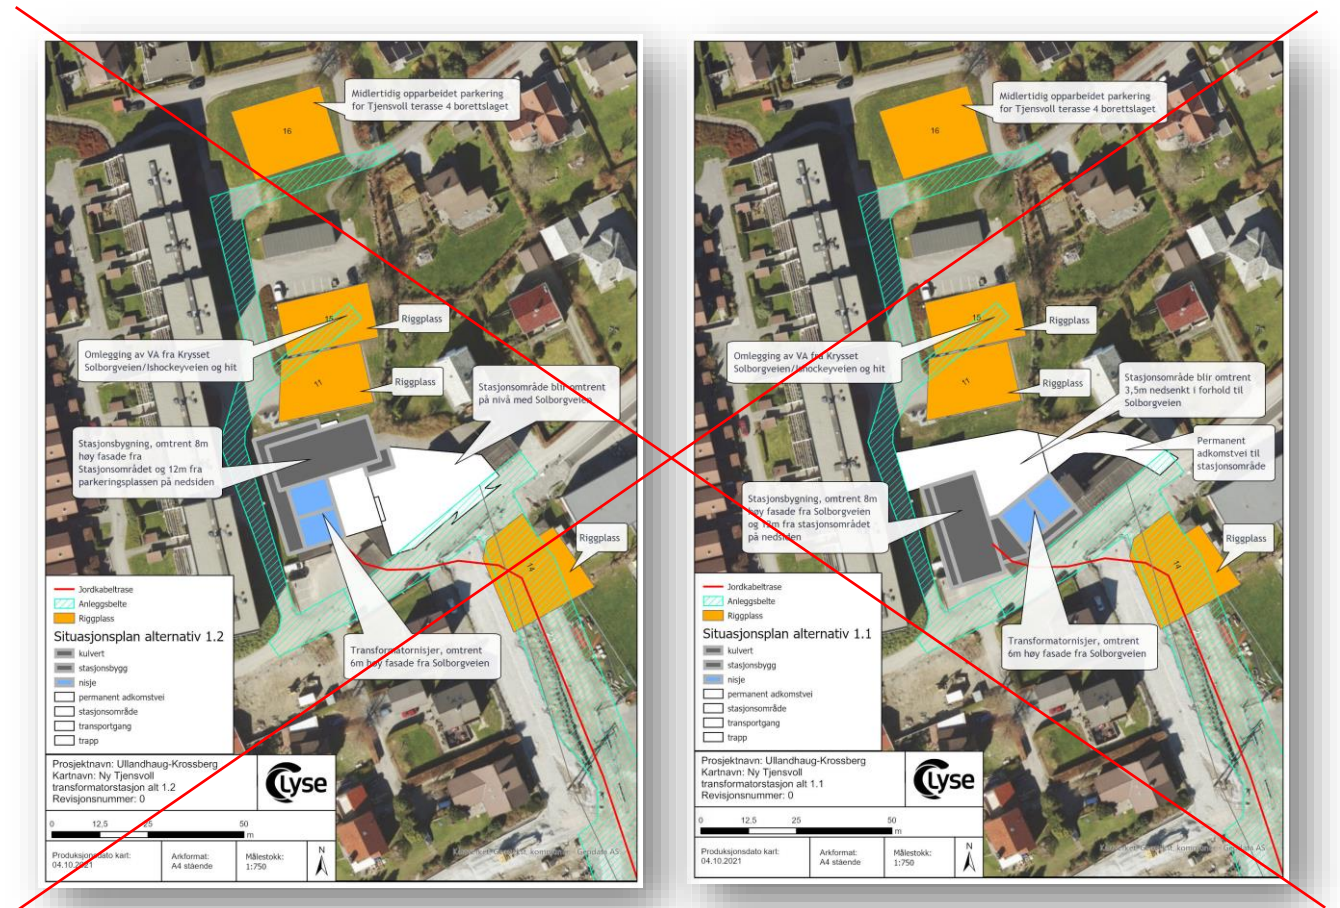 Midlertidig opparbeidet parkering
for Tjensvoll terasse 4 borettslaget
16
15
Riggplass
Omlegging av VA fra Krysset
Solborgveien/Ishockeyveien og hit
11
Riggplass
Stasjonsområde blir omtrent
på nivå med Solborgveien
Stasjonsbygning, omtrent 8m
høy fasade fra
Stasjonsområdet og 12m fra
parkeringsplassen på nedsiden
Riggplass
14
Transformatornisjer, omtrent
6m høy fasade fra Solborgveien
Jordkabeltrase
Anleggsbelte
Riggplass
Situasjonsplan alternativ 1.2
kulvert
stasjonsbygg
nisje
permanent adkomstvei
stasjonsområde
transportgang
trapp
Prosjektnavn: Ullandhaug-Krossberg
Kartnavn: Ny Tjensvoll
transformatorstasjon alt 1.2
Revisjonsnummer: 0
Lyse
0 12,5 25 50
m
Produksjonsdato kart:
04.10.2021
Arkformat:
A4 stående
Målestokk:
1:750
N
Midlertidig opparbeidet parkering
for Tjensvoll terasse 4 borettslaget
16
15
Riggplass
Omlegging av VA fra Krysset
Solborgveien/Ishockeyveien og hit
11
Riggplass
Stasjonsområde blir omtrent
3,5m nedsenkt i forhold til
Solborgveien
Permanent
adkomstvei til
stasjonsområde
Stasjonsbygning, omtrent 8m
høy fasade fra Solborgveien
og 12m fra stasjonsområdet
på nedsiden
Riggplass
14
Transformatornisjer, omtrent
6m høy fasade fra Solborgveien
Jordkabeltrase
Anleggsbelte
Riggplass
Situasjonsplan alternativ 1.1
kulvert
stasjonsbygg
nisje
permanent adkomstvei
stasjonsområde
transportgang
trapp
Prosjektnavn: Ullandhaug-Krossberg
Kartnavn: Ny Tjensvoll
transformatorstasjon alt 1.1
Revisjonsnummer: 0
Lyse
0 12,5 25 50
m
Produksjonsdato kart:
04.10.2021
Arkformat:
A4 stående
Målestokk:
1:750
N
Geodata AS